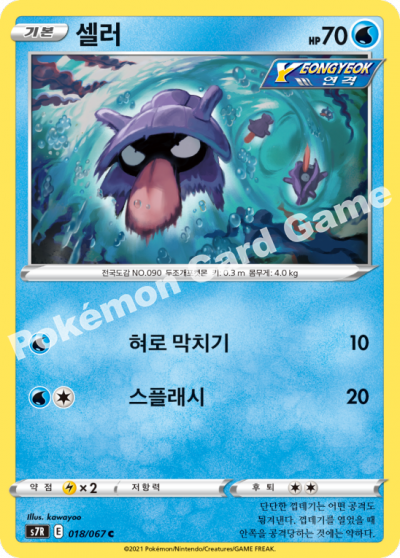 기본 셀러 HP 70
YEONGYEOK
연격
전국도감 NO.090 두조개포켓몬 키: 0.3 m 몸무게: 4.0 kg
Pokémon Card Game
혀로 막치기 10
스플래시 20
약점 ×2 저항력 후퇴
Illus. kawayoo
s7R E 018/067 C
단단한 껍데기는 어떤 공격도
튕겨낸다. 껍데기를 열었을 때
안쪽을 공격당하는 것에는 약하다.
©2021 Pokémon/Nintendo/Creatures/GAME FREAK.